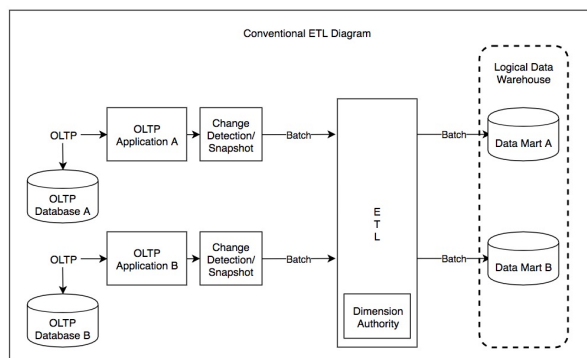 Conventional ETL Diagram
Logical Data
Warehouse
OLTP
OLTP
Application A
Change
Detection/
Snapshot
Batch
Batch
Data Mart A
OLTP
Database A
E
T
L
OLTP
OLTP
Application B
Change
Detection/
Snapshot
Batch
Batch
Data Mart B
OLTP
Database B
Dimension
Authority